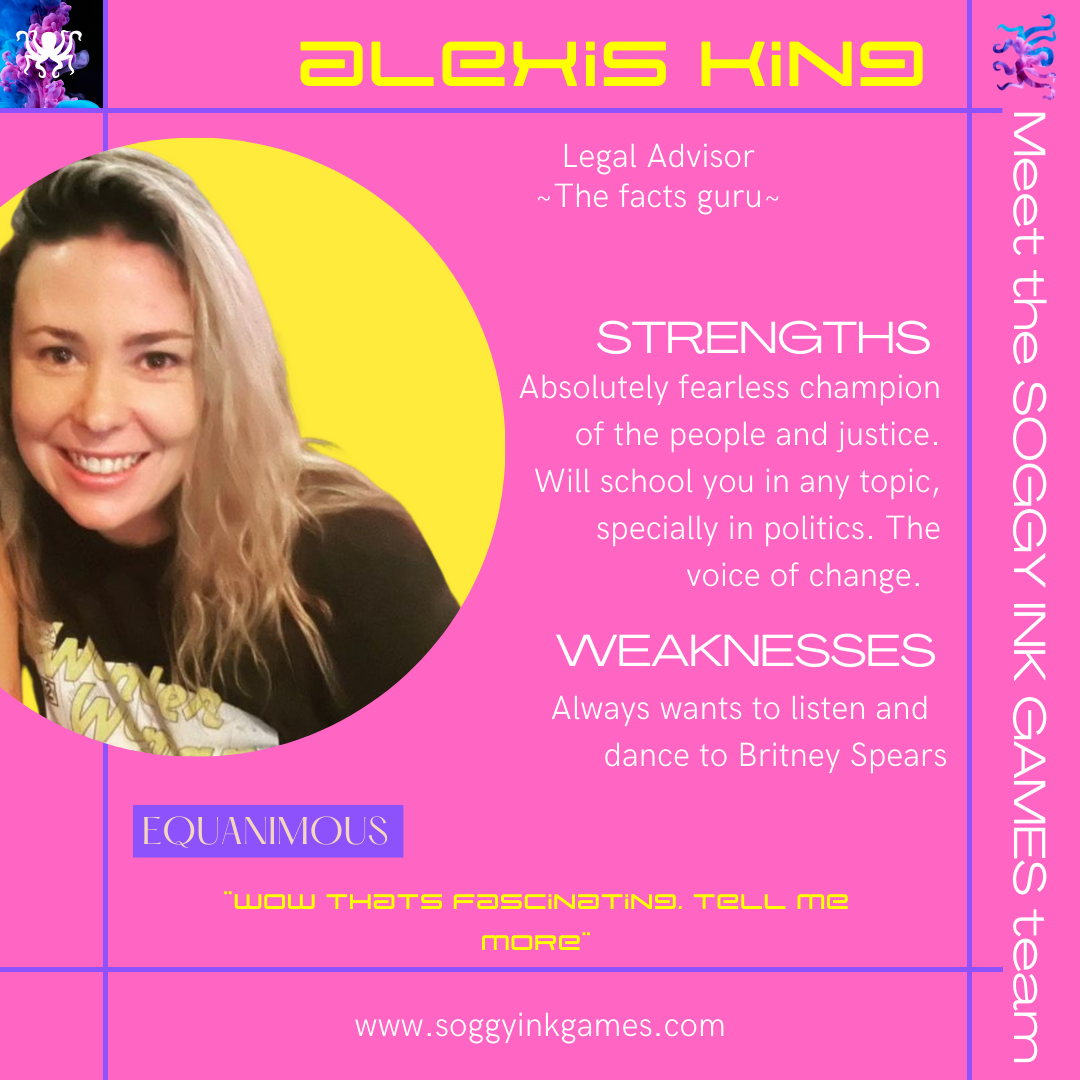 ALEXIS KING
Legal Advisor
~The facts guru~
STRENGTHS
Absolutely fearless champion
of the people and justice.
Will school you in any topic,
specially in politics. The
voice of change.
WEAKNESSES
Always wants to listen and
dance to Britney Spears
EQUANIMOUS
¨WOW THATS FASCINATING. TELL ME
MORE¨
www.soggyinkgames.com
Meet the SOGGY INK GAMES team